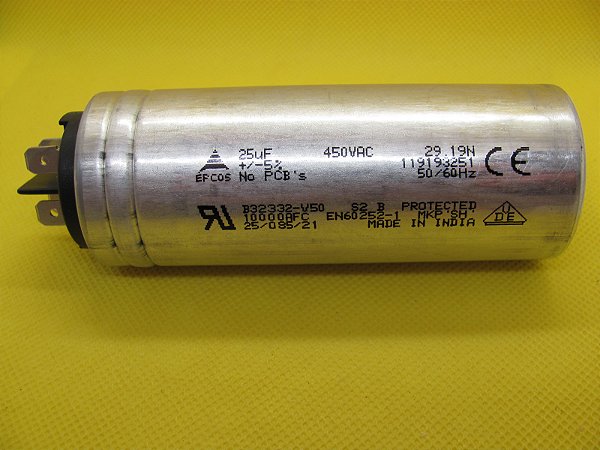 25uF 450VAC 29.19N
+/-5% 119193251
EPCOS No PCB's 50/60Hz CE
B32332-V50 S2 B PROTECTED
10000AFC EN60252-1 MKP SH
25/085/21 MADE IN INDIA
VDE